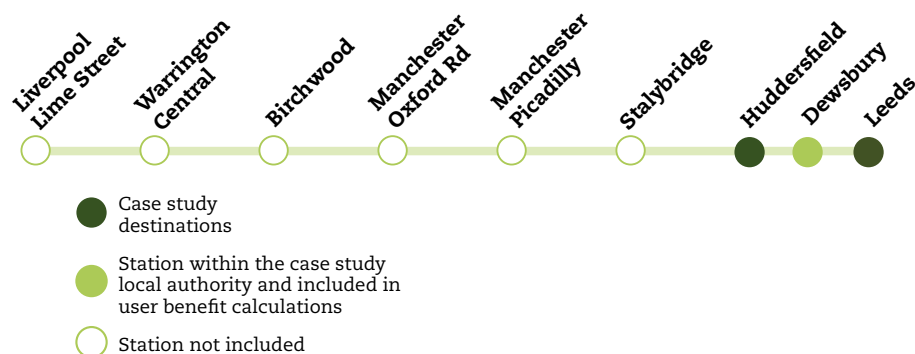 Liverpool
Lime Street
Warrington
Central
Birchwood
Manchester
Oxford Rd
Manchester
Picadilly
Stalybridge
Huddersfield
Dewsbury
Leeds
Case study
destinations
Station within the case study
local authority and included in
user benefit calculations
Station not included